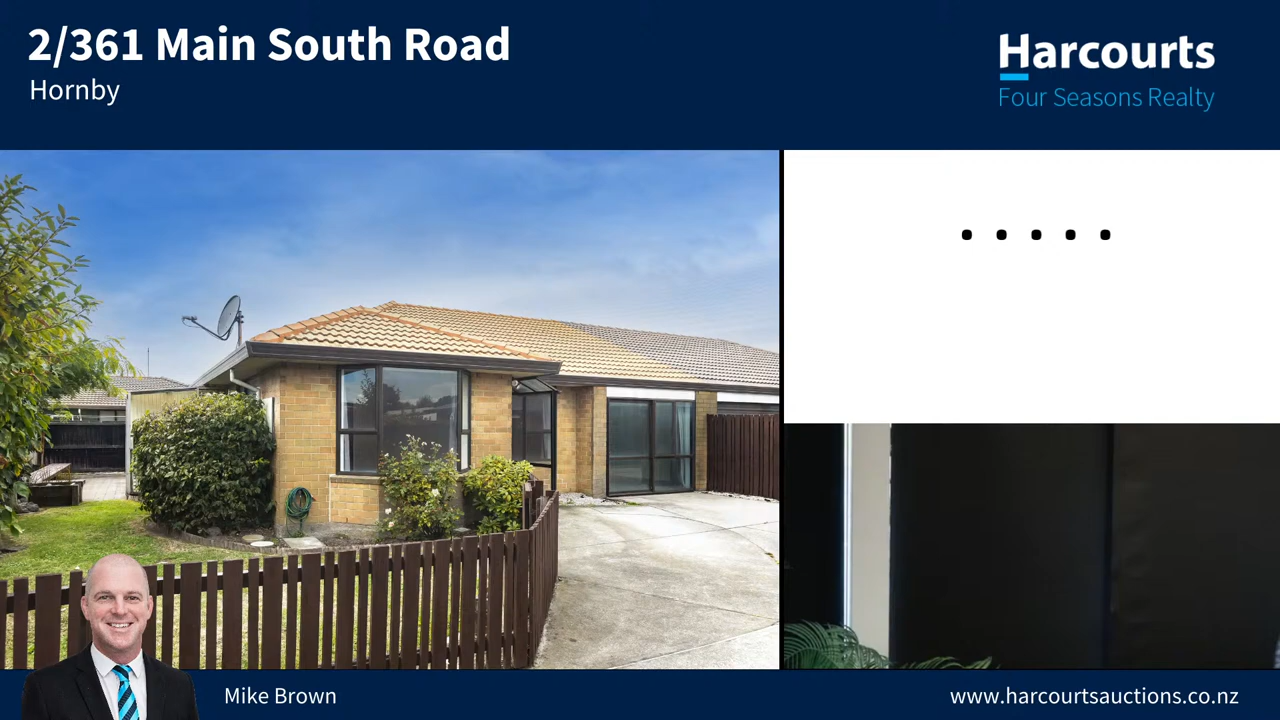 2/361 Main South Road
Hornby
Harcourts
Four Seasons Realty
.....
Mike Brown
www.harcourtsauctions.co.nz